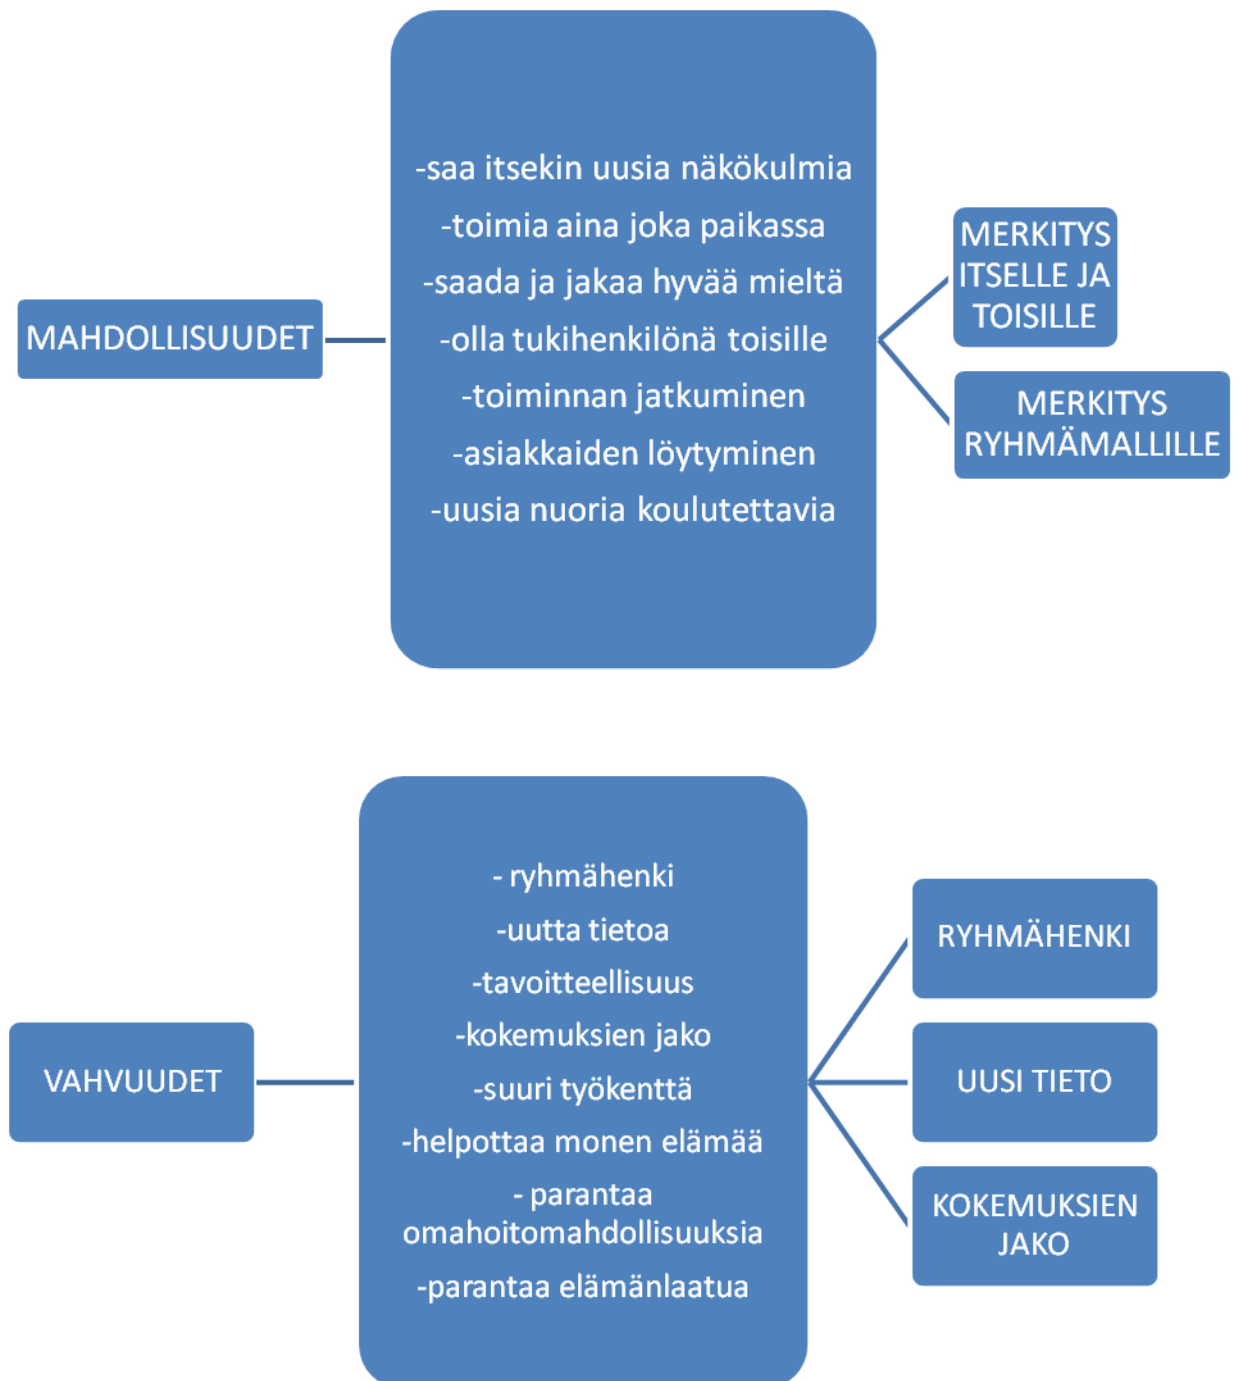 MAHDOLLISUUDET
-saa itsekin uusia näkökulmia
-toimia aina joka paikassa
-saada ja jakaa hyvää mieltä
-olla tukihenkilönä toisille
-toiminnan jatkuminen
-asiakkaiden löytyminen
-uusia nuoria koulutettavia
MERKITYS
ITSELLE JA
TOISILLE
MERKITYS
RYHMÄMALLILLE
VAHVUUDET
- ryhmähenki
-uutta tietoa
-tavoitteellisuus
-kokemuksien jako
-suuri työkenttä
-helpottaa monen elämää
- parantaa
omahoitomahdollisuuksia
-parantaa elämänlaatua
RYHMÄHENKI
UUSI TIETO
KOKEMUKSIEN
JAKO